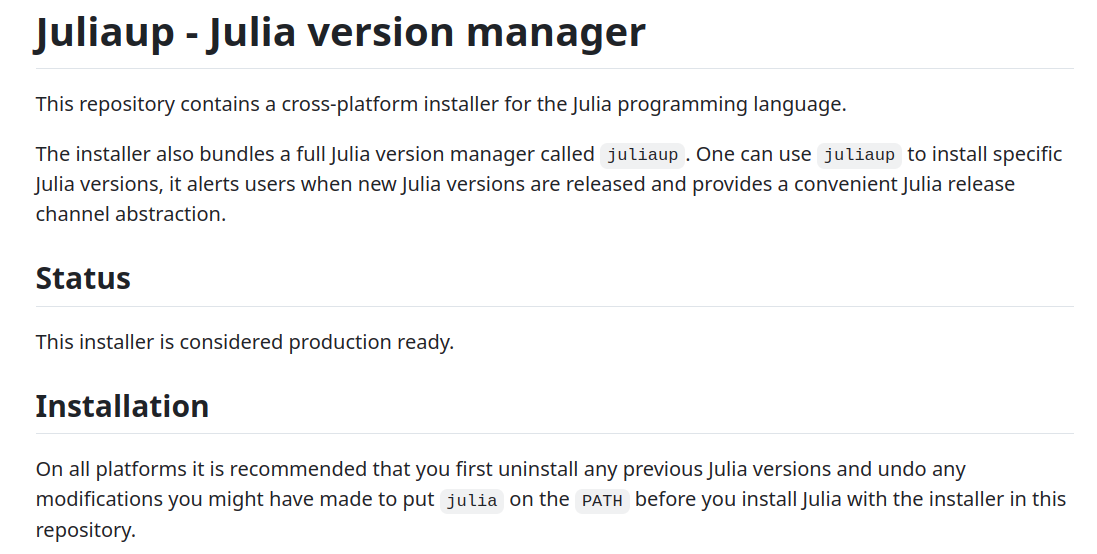 Juliaup - Julia version manager
This repository contains a cross-platform installer for the Julia programming language.
The installer also bundles a full Julia version manager called juliaup. One can use juliaup to install specific
Julia versions, it alerts users when new Julia versions are released and provides a convenient Julia release
channel abstraction.
Status
This installer is considered production ready.
Installation
On all platforms it is recommended that you first uninstall any previous Julia versions and undo any
modifications you might have made to put julia on the PATH before you install Julia with the installer in this
repository.